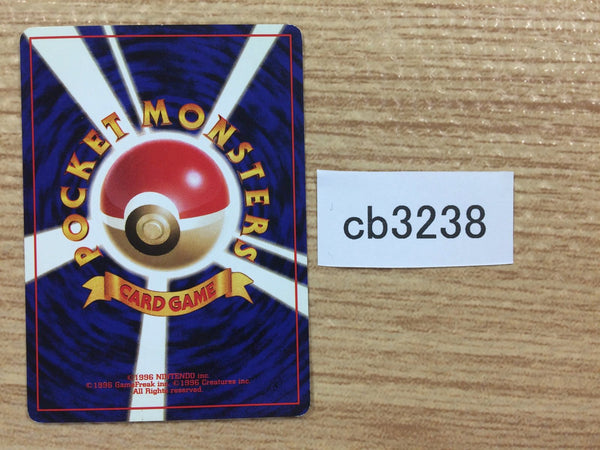 POCKET MONSTERS
CARD GAME
©1996 NINTENDO inc.
©1996 GameFreak inc. ©1996 Creatures inc.
All Rights reserved.
cb3238